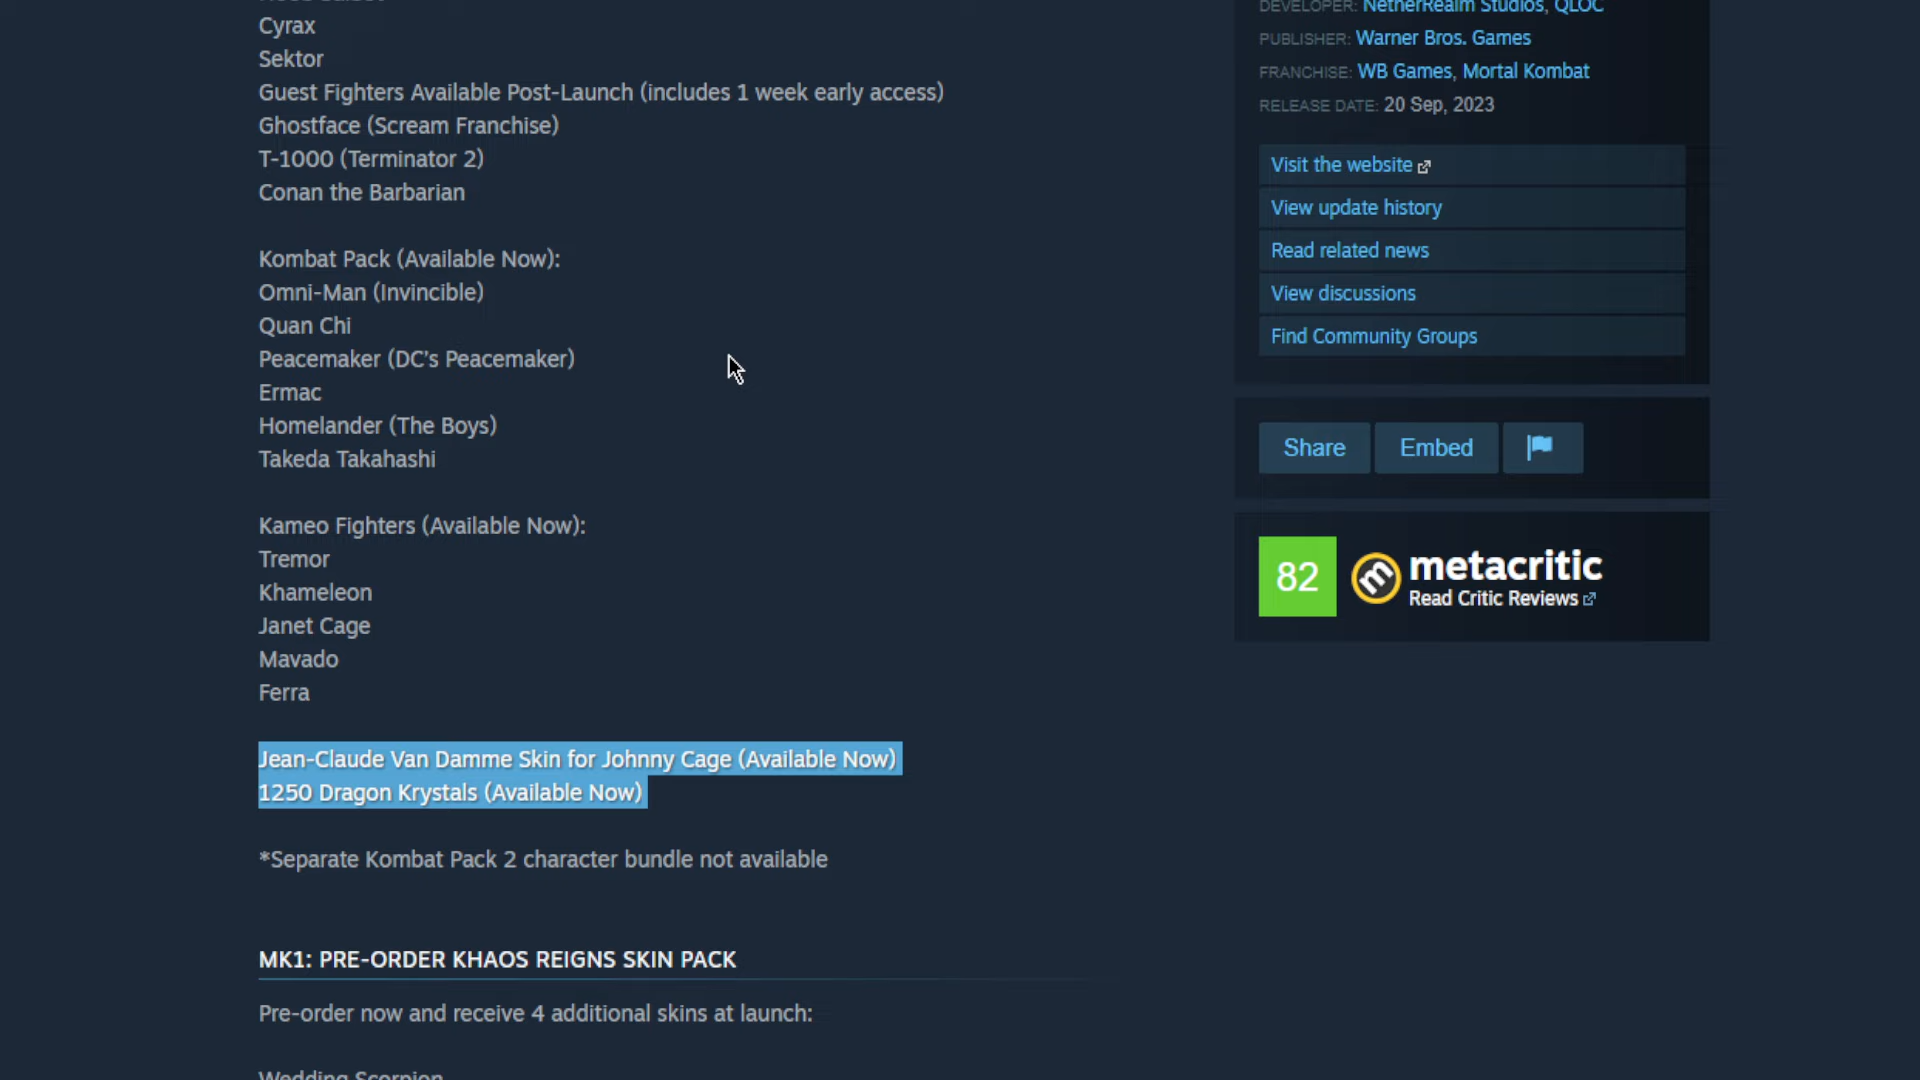 Cyrax
Sektor
Guest Fighters Available Post-Launch (includes 1 week early access)
Ghostface (Scream Franchise)
T-1000 (Terminator 2)
Conan the Barbarian
Kombat Pack (Available Now):
Omni-Man (Invincible)
Quan Chi
Peacemaker (DC's Peacemaker)
Ermac
Homelander (The Boys)
Takeda Takahashi
Kameo Fighters (Available Now):
Tremor
Khameleon
Janet Cage
Mavado
Ferra
Jean-Claude Van Damme Skin for Johnny Cage (Available Now)
1250 Dragon Krystals (Available Now)
*Separate Kombat Pack 2 character bundle not available
MK1: PRE-ORDER KHAOS REIGNS SKIN PACK
Pre-order now and receive 4 additional skins at launch:
Wedding Scorpion
DEVELOPER: NetherRealm Studios, QLOC
PUBLISHER: Warner Bros. Games
FRANCHISE: WB Games, Mortal Kombat
RELEASE DATE: 20 Sep, 2023
Visit the website
View update history
Read related news
View discussions
Find Community Groups
Share
Embed
82
metacritic
Read Critic Reviews